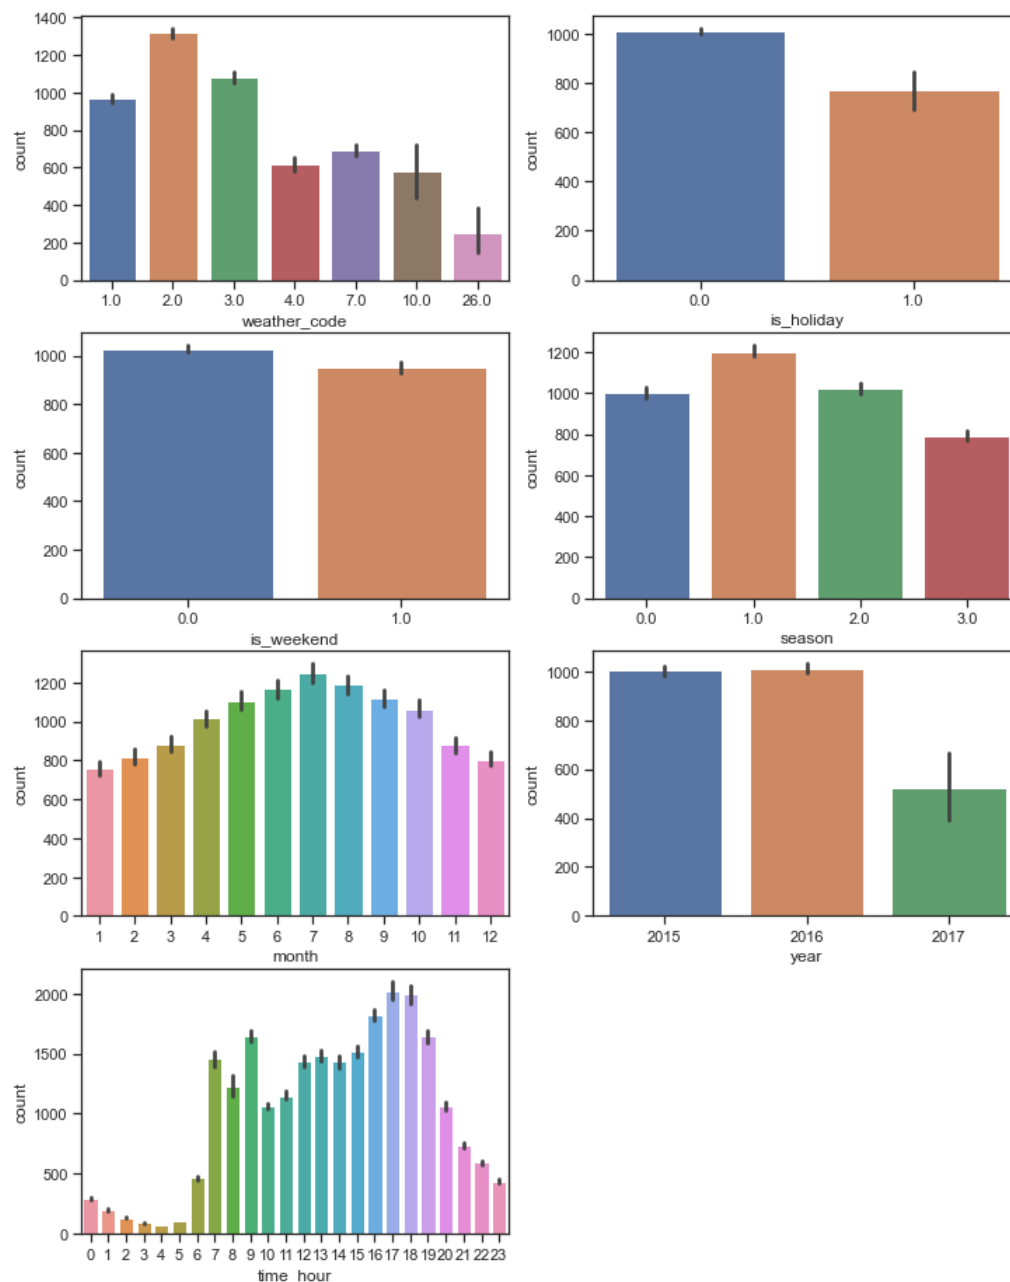 1400
1200
1000
800
600
400
200
0
count
1.0 2.0 3.0 4.0 7.0 10.0 26.0
weather_code
1000
800
600
400
200
0
count
0.0 1.0
is_holiday
1000
800
600
400
200
0
count
0.0 1.0
is_weekend
1200
1000
800
600
400
200
0
count
0.0 1.0 2.0 3.0
season
1200
1000
800
600
400
200
0
count
1 2 3 4 5 6 7 8 9 10 11 12
month
1000
800
600
400
200
0
count
2015 2016 2017
year
2000
1500
1000
500
0
count
0 1 2 3 4 5 6 7 8 9 10 11 12 13 14 15 16 17 18 19 20 21 22 23
time_hour